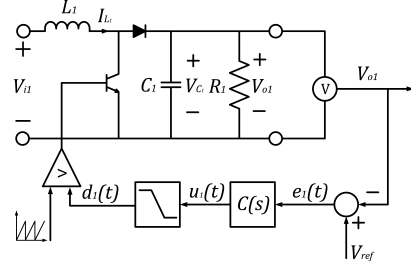 L1
IL1
+
+
+
Vi1
C1
VC1
R1
Vo1
V
Vo1
−
−
−
>
d1(t)
u1(t)
C(s)
e1(t)
−
+
Vref